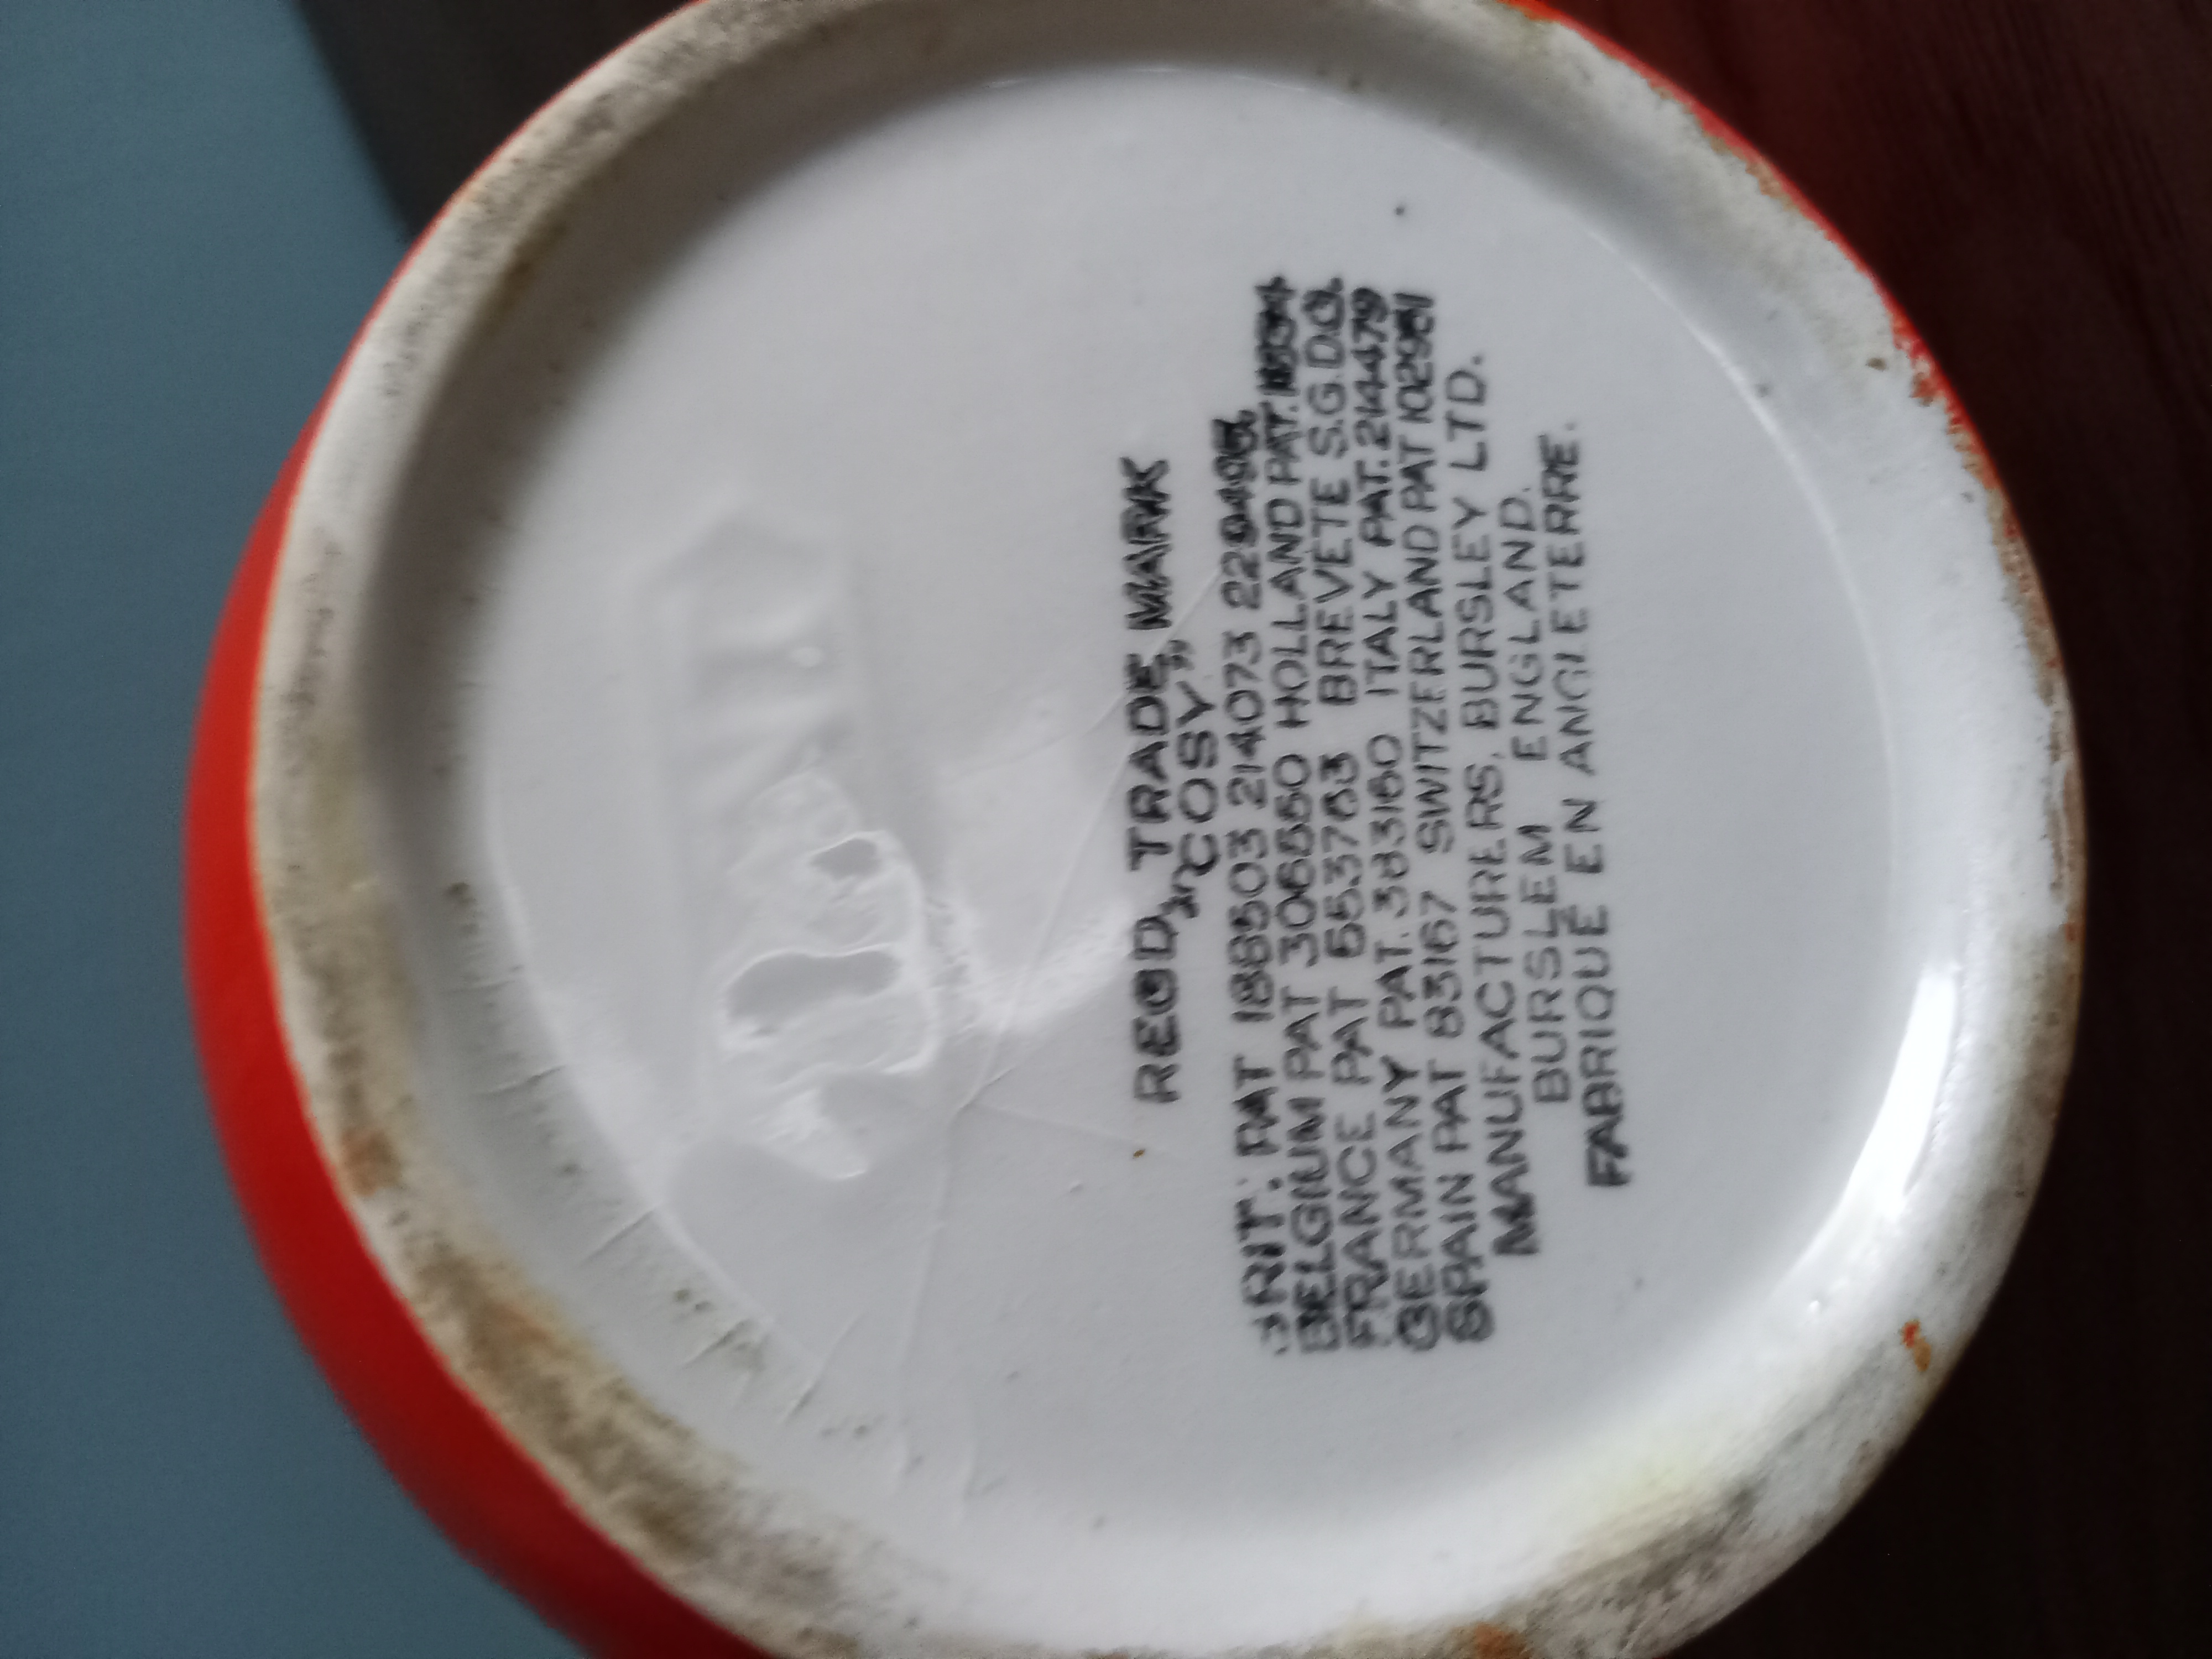 REGD. TRADE MARK
"COSY"
BRIT: PAT 188503 214073 229495.
BELGIUM PAT 306550 HOLLAND PAT.
FRANCE PAT 553763 BREVETE S.G.D.G.
GERMANY PAT. 383160 ITALY PAT. 214479
SPAIN PAT 83167 SWITZERLAND PAT 102951
MANUFACTURERS, BURSLEY LTD.
BURSLEM ENGLAND.
FABRIQUÉ EN ANGLETERRE.